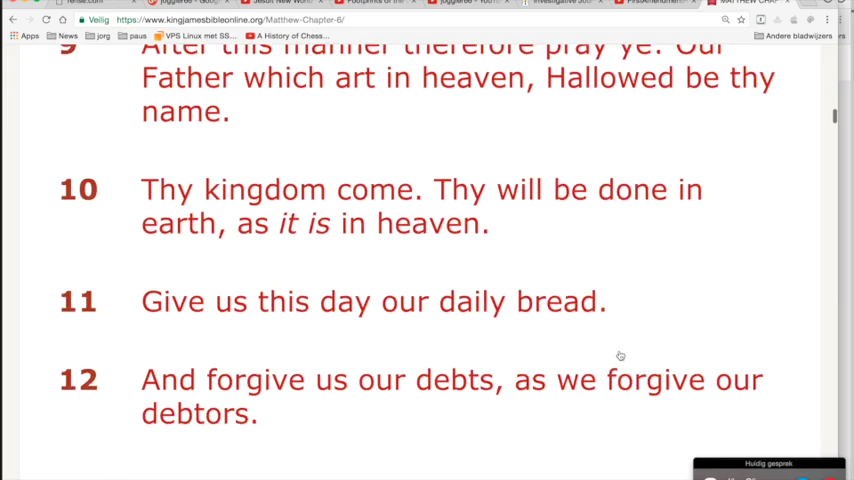 https://www.kingjamesbibleonline.org/Matthew-Chapter-6/
Veilig
Apps News jorg paus VPS Linux met SS… A History of Chess… Andere bladwijzers
9 After this manner therefore pray ye: Our
Father which art in heaven, Hallowed be thy
name.
10 Thy kingdom come. Thy will be done in
earth, as it is in heaven.
11 Give us this day our daily bread.
12 And forgive us our debts, as we forgive our
debtors.
Huidig gesprek